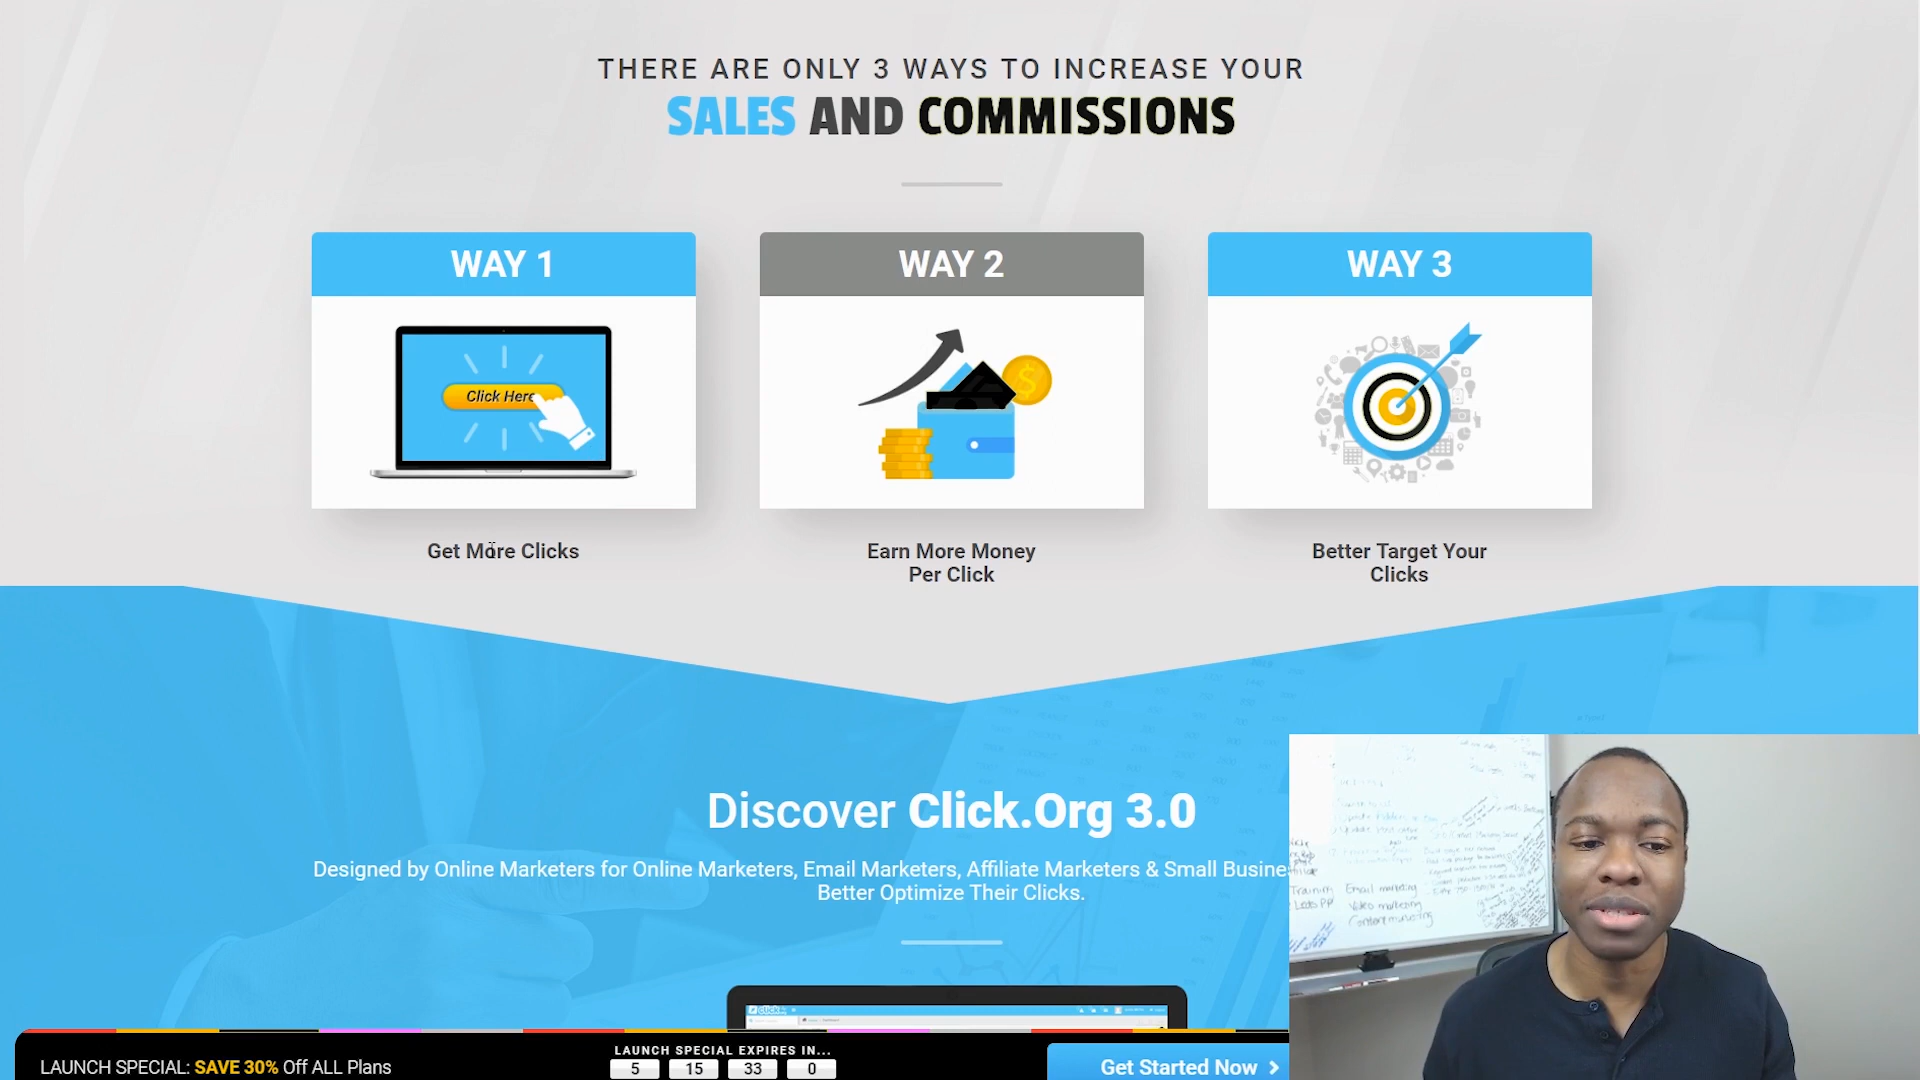 THERE ARE ONLY 3 WAYS TO INCREASE YOUR
SALES AND COMMISSIONS
WAY 1
WAY 2
WAY 3
Click Here
Get More Clicks
Earn More Money
Per Click
Better Target Your
Clicks
Discover Click.Org 3.0
Designed by Online Marketers for Online Marketers, Email Marketers, Affiliate Marketers & Small Busine
Better Optimize Their Clicks.
Training
Email marketing
Video marketing
Content marketing
LAUNCH SPECIAL: SAVE 30% Off ALL Plans
LAUNCH SPECIAL EXPIRES IN...
5 15 33 0
Get Started Now